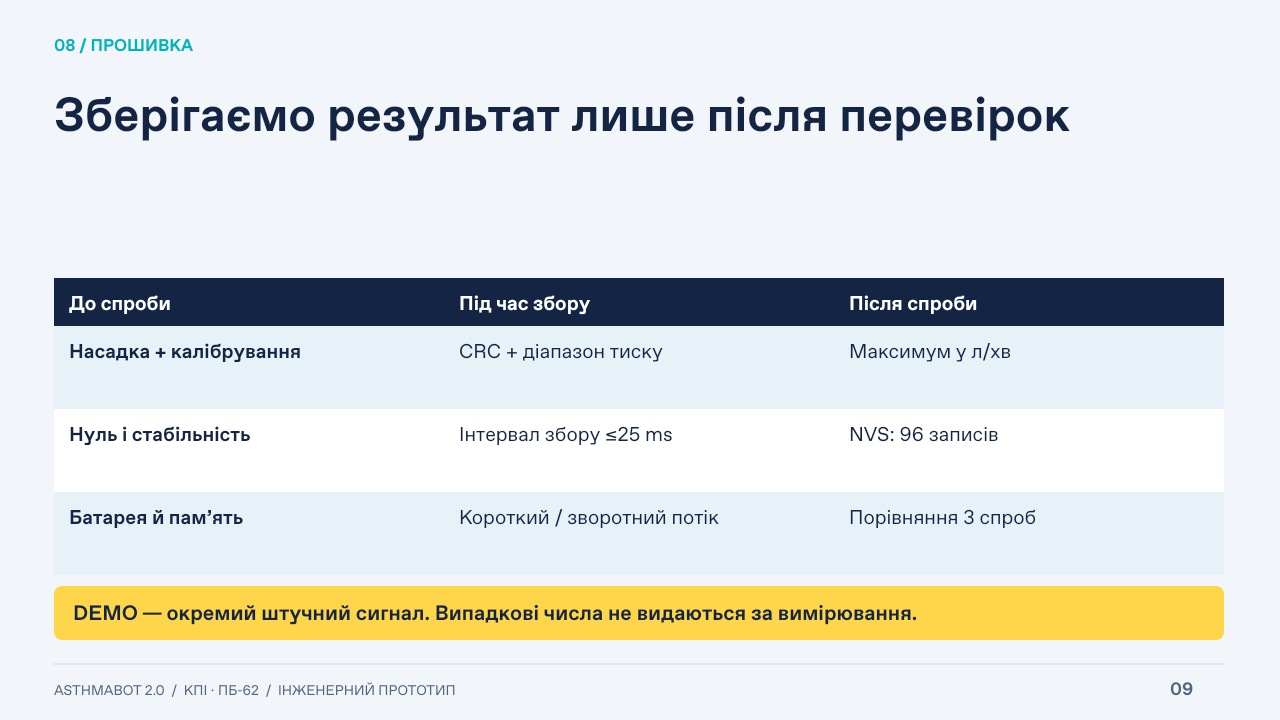 08 / ПРОШИВКА
Зберігаємо результат лише після перевірок
До спроби Під час збору Після спроби
Насадка + калібрування CRC + діапазон тиску Максимум у л/хв
Нуль і стабільність Інтервал збору ≤25 ms NVS: 96 записів
Батарея й пам’ять Короткий / зворотний потік Порівняння 3 спроб
DEMO — окремий штучний сигнал. Випадкові числа не видаються за вимірювання.
ASTHMABOT 2.0 / КПІ · ПБ-62 / ІНЖЕНЕРНИЙ ПРОТОТИП 09